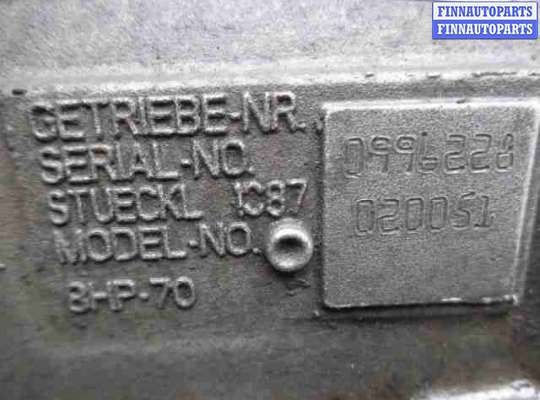 FINNAUTOPARTS
FINNAUTOPARTS
GETRIEBE-NR.
SERIAL-NO.
STUECKL 1C87
MODEL-NO.
8HP-70
0996228
020051